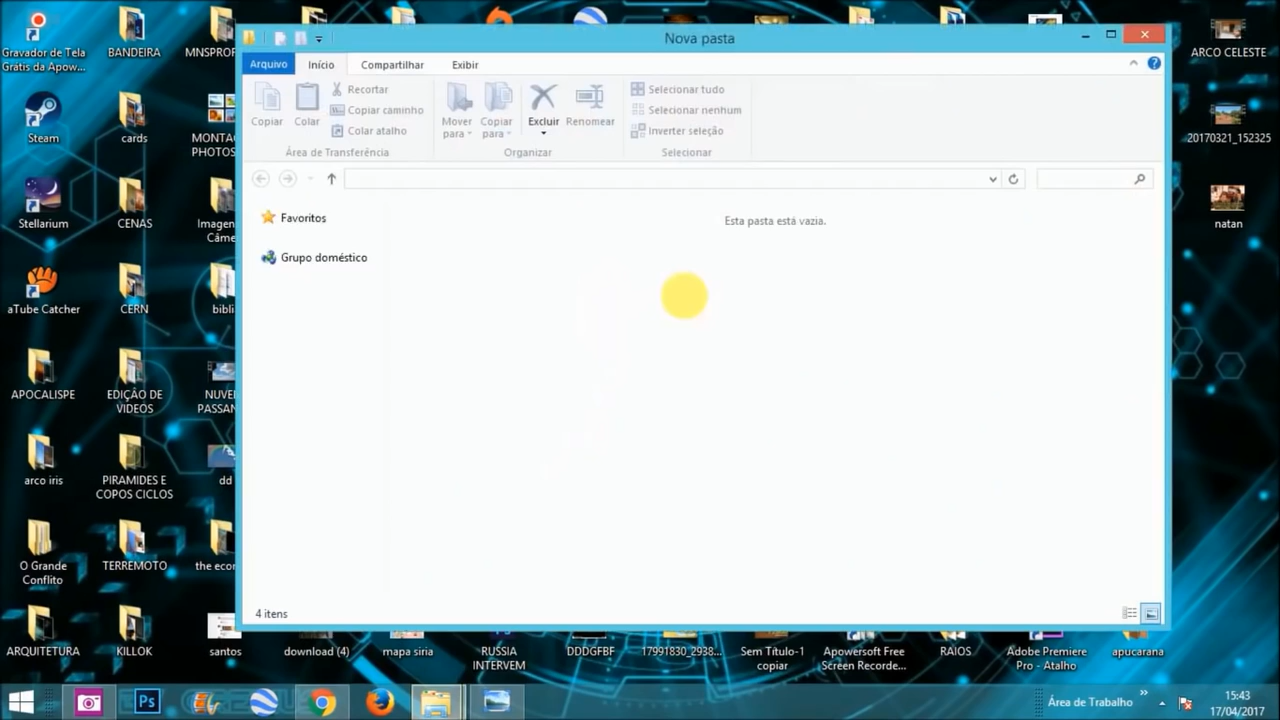 Nova pasta
Arquivo
Início
Compartilhar
Exibir
Copiar
Colar
Recortar
Copiar caminho
Colar atalho
Área de Transferência
Mover para
Copiar para
Excluir
Renomear
Organizar
Selecionar tudo
Selecionar nenhum
Inverter seleção
Selecionar
Favoritos
Grupo doméstico
Esta pasta está vazia.
4 itens
Gravador de Tela
Grátis da Apow...
BANDEIRA
MNSPROF
ARCO CELESTE
Steam
cards
MONTAG
PHOTOS
20170321_152325
Stellarium
CENAS
Imagen
Câme
natan
aTube Catcher
CERN
bibli
APOCALISPE
EDIÇÃO DE
VIDEOS
NUVE
PASSAN
arco iris
PIRAMIDES E
COPOS CICLOS
dd
O Grande
Conflito
TERREMOTO
the econ
ARQUITETURA
KILLOK
santos
download (4)
mapa siria
RUSSIA
INTERVEM
DDDGFBF
17991830_2938...
Sem Título-1
copiar
Apowersoft Free
Screen Recorde...
RAIOS
Adobe Premiere
Pro - Atalho
apucarana
Ps
Área de Trabalho
15:43
17/04/2017